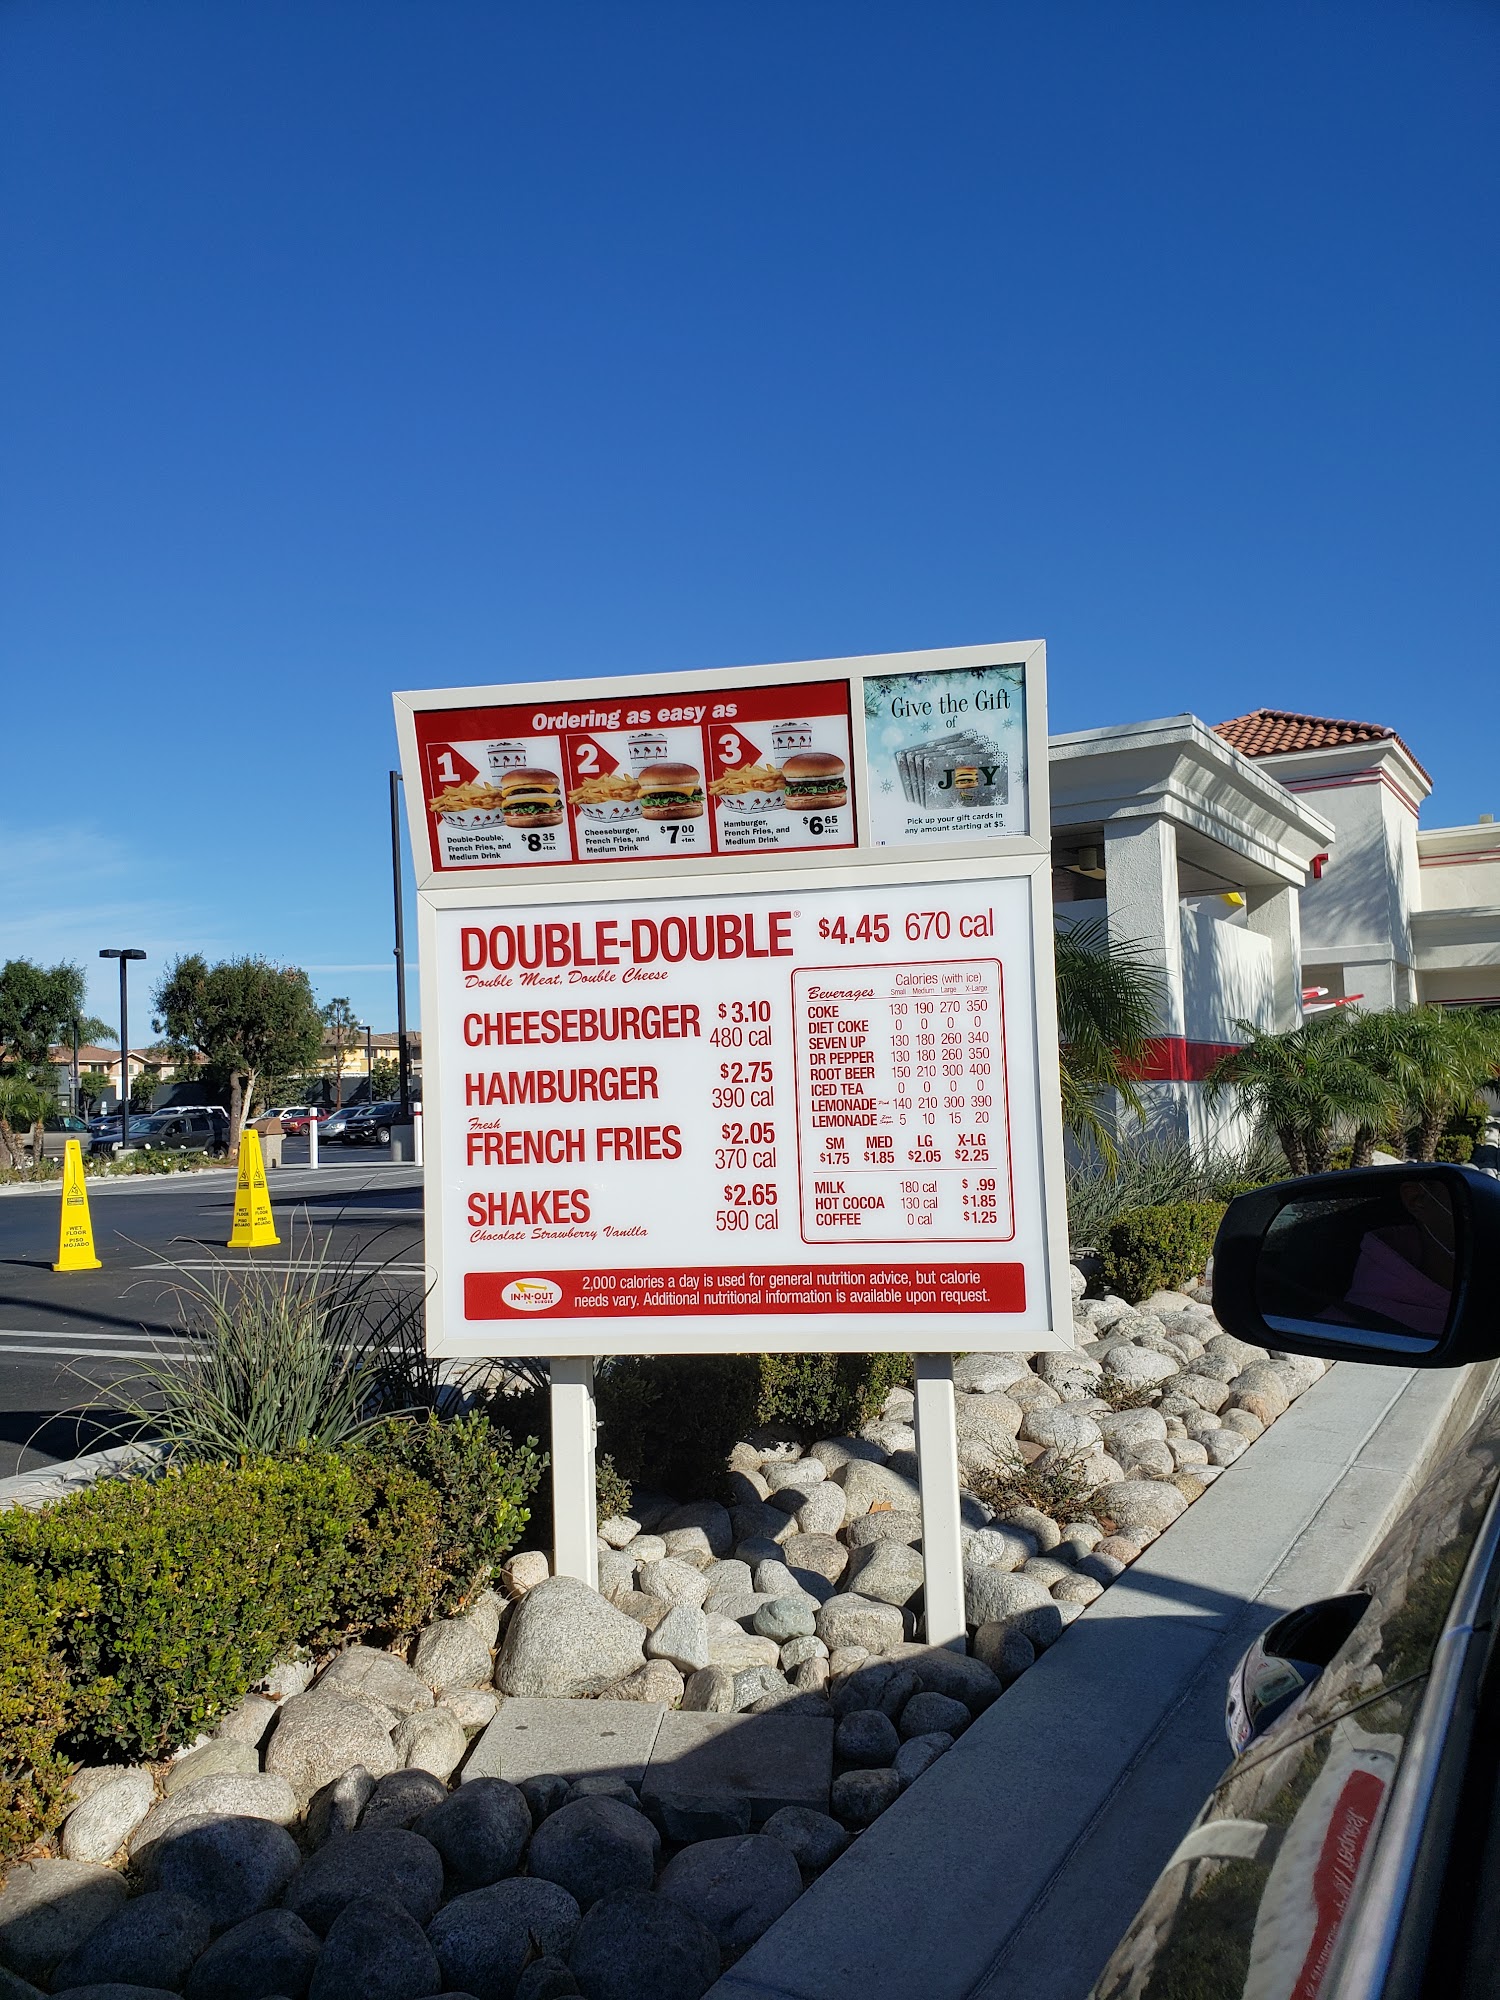 Ordering as easy as
1
Double-Double,
French Fries, and
Medium Drink
$8 35
+tax
2
Cheeseburger,
French Fries, and
Medium Drink
$7 00
+tax
3
Hamburger,
French Fries, and
Medium Drink
$6 65
+tax
Give the Gift
of
JOY
Pick up your gift cards in
any amount starting at $5.
DOUBLE-DOUBLE® $4.45 670 cal
Double Meat, Double Cheese
CHEESEBURGER $3.10
480 cal
HAMBURGER $2.75
390 cal
Fresh
FRENCH FRIES $2.05
370 cal
SHAKES $2.65
590 cal
Chocolate Strawberry Vanilla
Calories (with ice)
Beverages Small Medium Large X-Large
COKE 130 190 270 350
DIET COKE 0 0 0 0
SEVEN UP 130 180 260 340
DR PEPPER 130 180 260 350
ROOT BEER 150 210 300 400
ICED TEA 0 0 0 0
LEMONADE 140 210 300 390
LEMONADE 5 10 15 20
SM MED LG X-LG
$1.75 $1.85 $2.05 $2.25
MILK 180 cal $ .99
HOT COCOA 130 cal $1.85
COFFEE 0 cal $1.25
IN-N-OUT
BURGER
2,000 calories a day is used for general nutrition advice, but calorie
needs vary. Additional nutritional information is available upon request.
WET
FLOOR
PISO
MOJADO
WET
FLOOR
PISO
MOJADO
WET
FLOOR
PISO
MOJADO